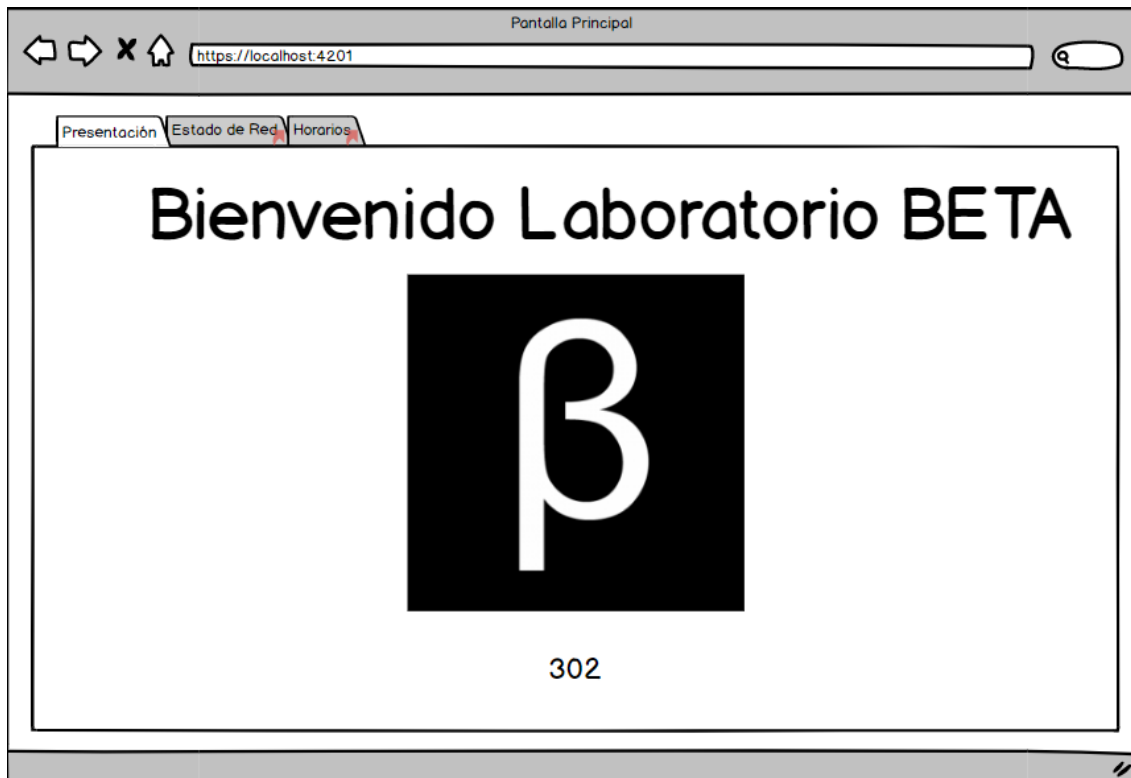 Pantalla Principal
https://localhost:4201
Presentación Estado de Red Horarios
Bienvenido Laboratorio BETA
β
302